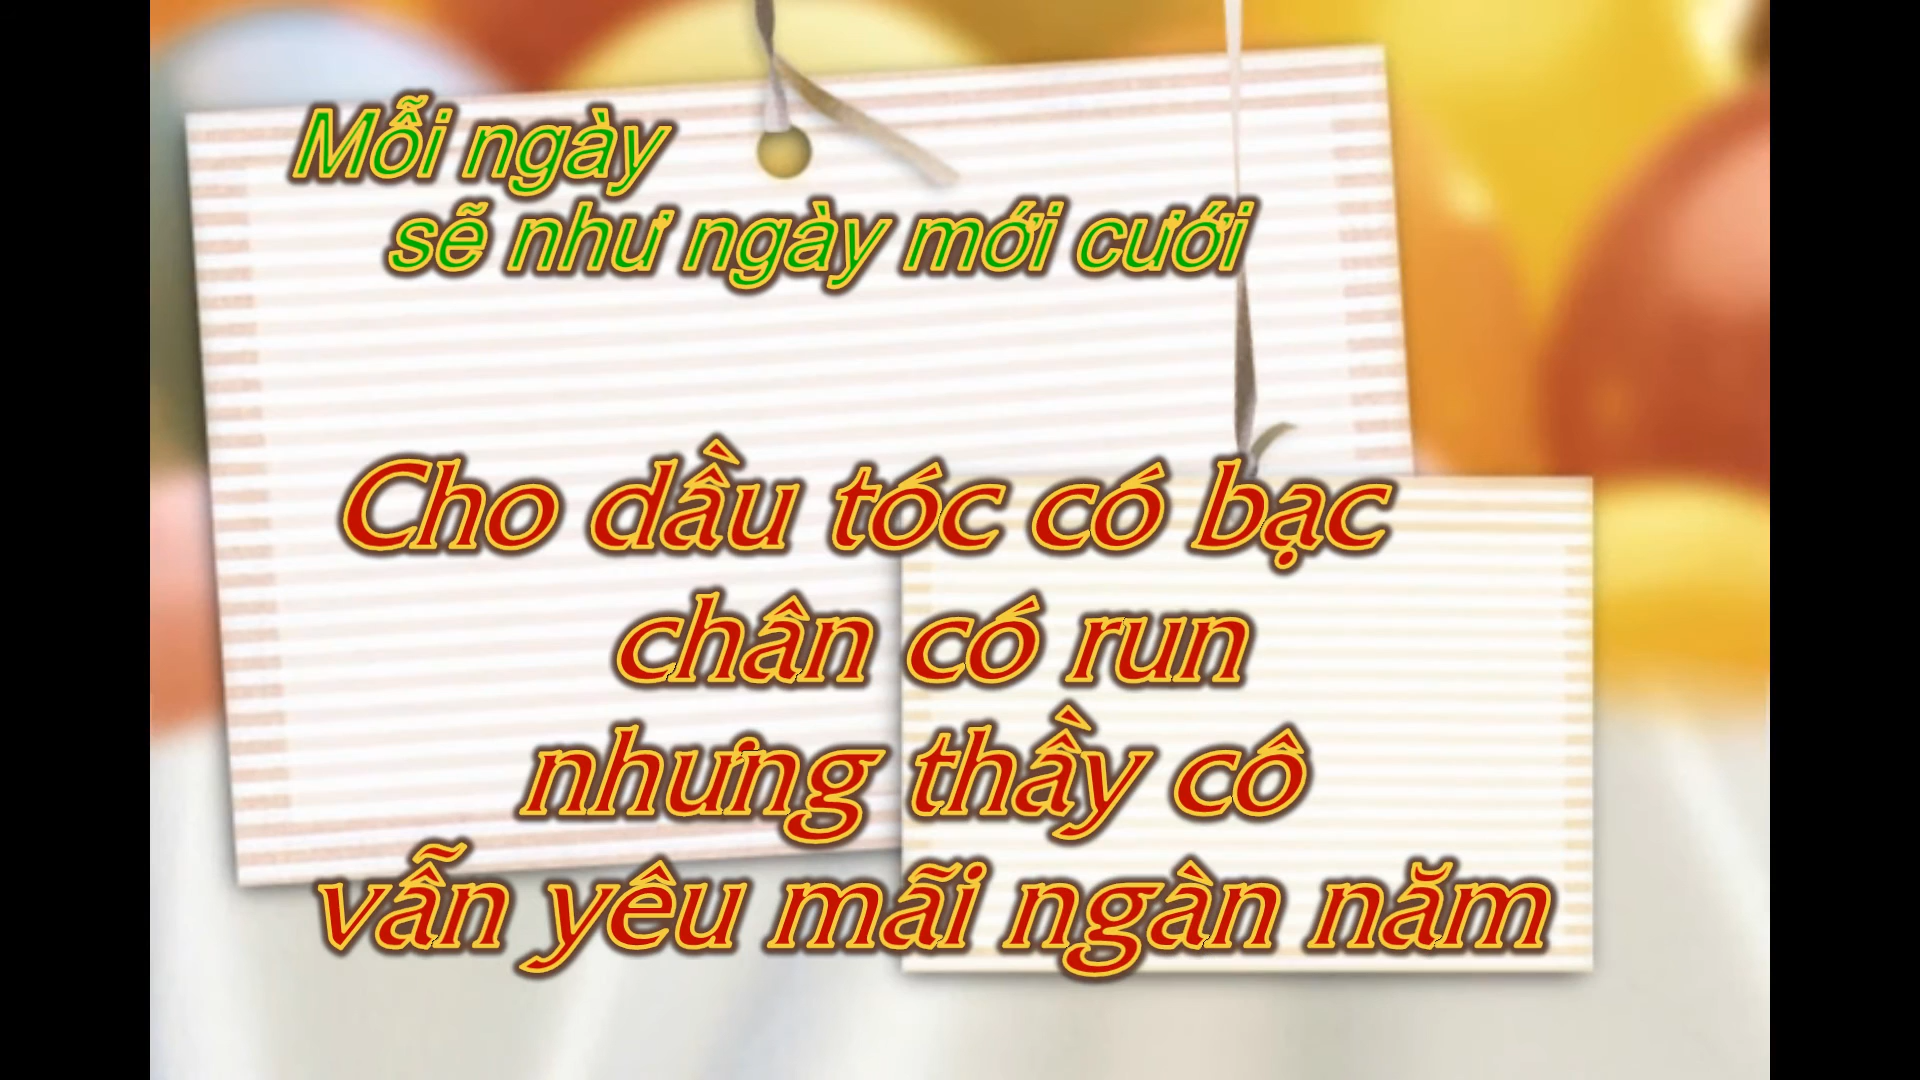 Mỗi ngày
sẽ như ngày mới cưới
Cho dầu tóc có bạc
chân có run
nhưng thầy cô
vẫn yêu mãi ngàn năm